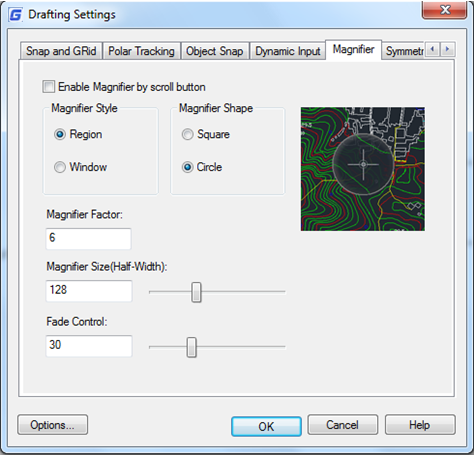 G Drafting Settings
Snap and GRid Polar Tracking Object Snap Dynamic Input Magnifier Symmetr
Enable Magnifier by scroll button
Magnifier Style Magnifier Shape
Region Square
Window Circle
Magnifier Factor:
6
Magnifier Size(Half-Width):
128
Fade Control:
30
Options... OK Cancel Help